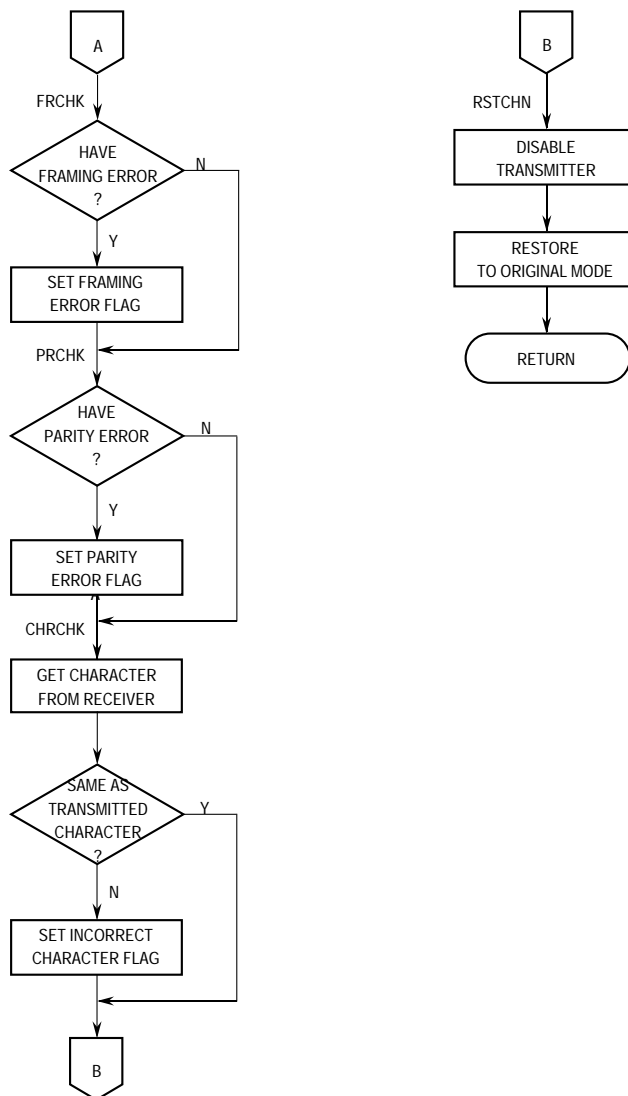 A
FRCHK
HAVE
FRAMING ERROR
?
N
Y
SET FRAMING
ERROR FLAG
PRCHK
HAVE
PARITY ERROR
?
N
Y
SET PARITY
ERROR FLAG
CHRCHK
GET CHARACTER
FROM RECEIVER
SAME AS
TRANSMITTED
CHARACTER
?
Y
N
SET INCORRECT
CHARACTER FLAG
B
B
RSTCHN
DISABLE
TRANSMITTER
RESTORE
TO ORIGINAL MODE
RETURN